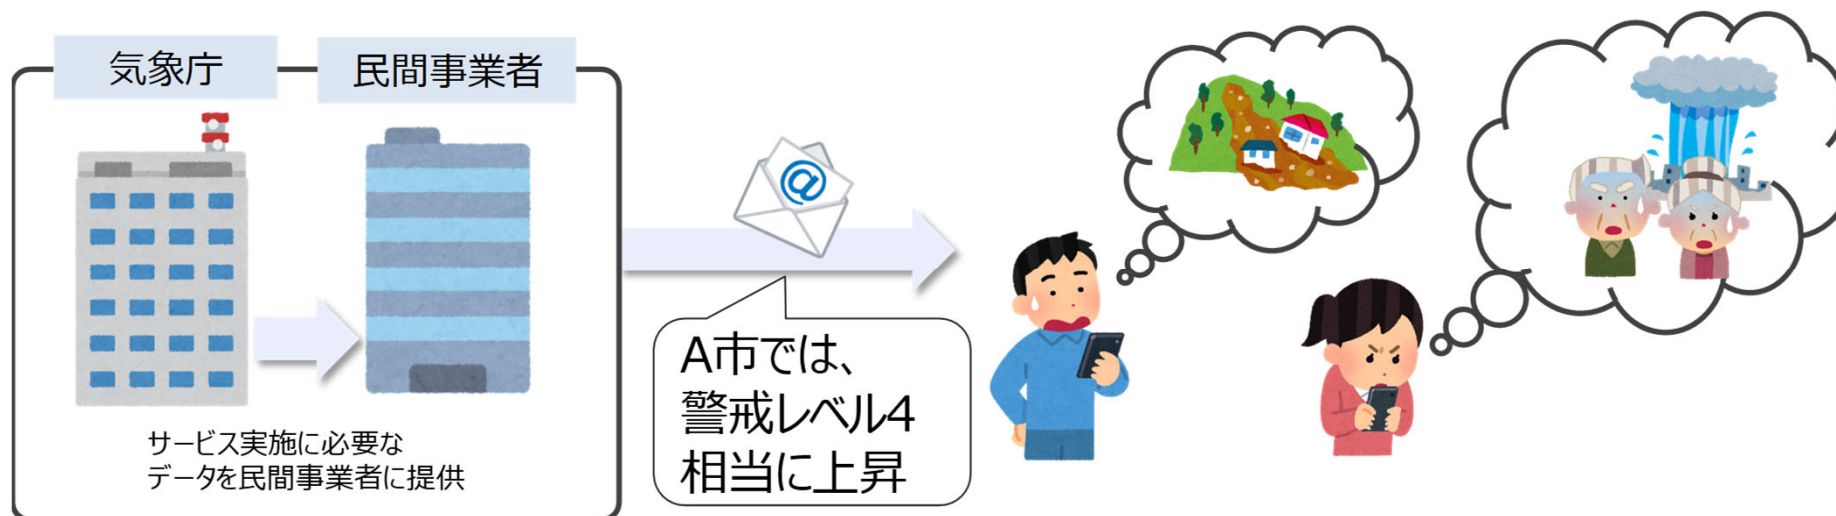 気象庁
民間事業者
サービス実施に必要な
データを民間事業者に提供
@
A市では、
警戒レベル4
相当に上昇